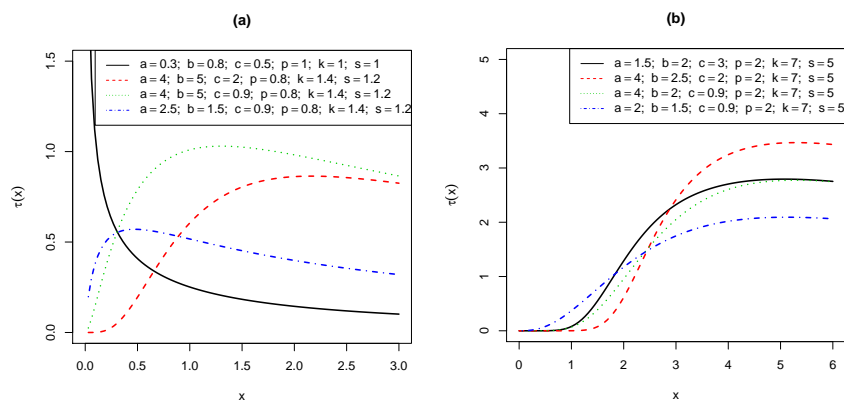 (a)
a=0.3; b=0.8; c=0.5; p=1; k=1; s=1
a=4; b=5; c=2; p=0.8; k=1.4; s=1.2
a=4; b=5; c=0.9; p=0.8; k=1.4; s=1.2
a=2.5; b=1.5; c=0.9; p=0.8; k=1.4; s=1.2
τ(x)
0.0 0.5 1.0 1.5
0.0 0.5 1.0 1.5 2.0 2.5 3.0
x
(b)
a=1.5; b=2; c=3; p=2; k=7; s=5
a=4; b=2.5; c=2; p=2; k=7; s=5
a=4; b=2; c=0.9; p=2; k=7; s=5
a=2; b=1.5; c=0.9; p=2; k=7; s=5
τ(x)
0 1 2 3 4 5
0 1 2 3 4 5 6
x